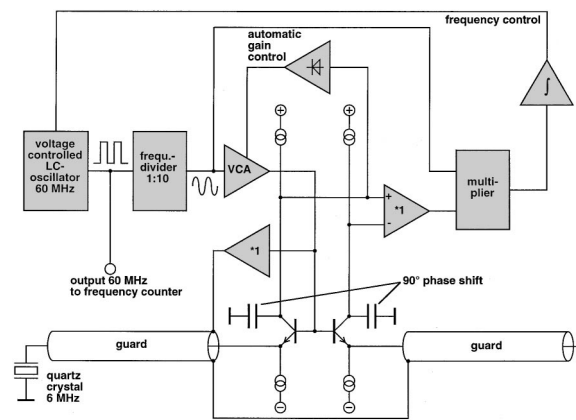 frequency control
automatic
gain
control
∫
voltage
controlled
LC-
oscillator
60 MHz
frequ.-
divider
1:10
VCA
+
-
*1
multi-
plier
*1
output 60 MHz
to frequency counter
90° phase shift
guard
guard
quartz
crystal
6 MHz